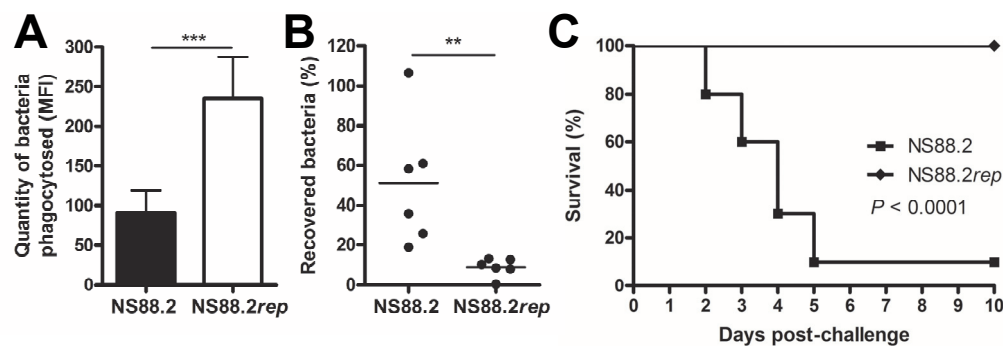 A
Quantity of bacteria
phagocytosed (MFI)
300
250
200
150
100
50
0
***
NS88.2
NS88.2rep
B
Recovered bacteria (%)
120
100
80
60
40
20
0
**
NS88.2
NS88.2rep
C
Survival (%)
100
80
60
40
20
0
NS88.2
NS88.2rep
P < 0.0001
0 1 2 3 4 5 6 7 8 9 10
Days post-challenge